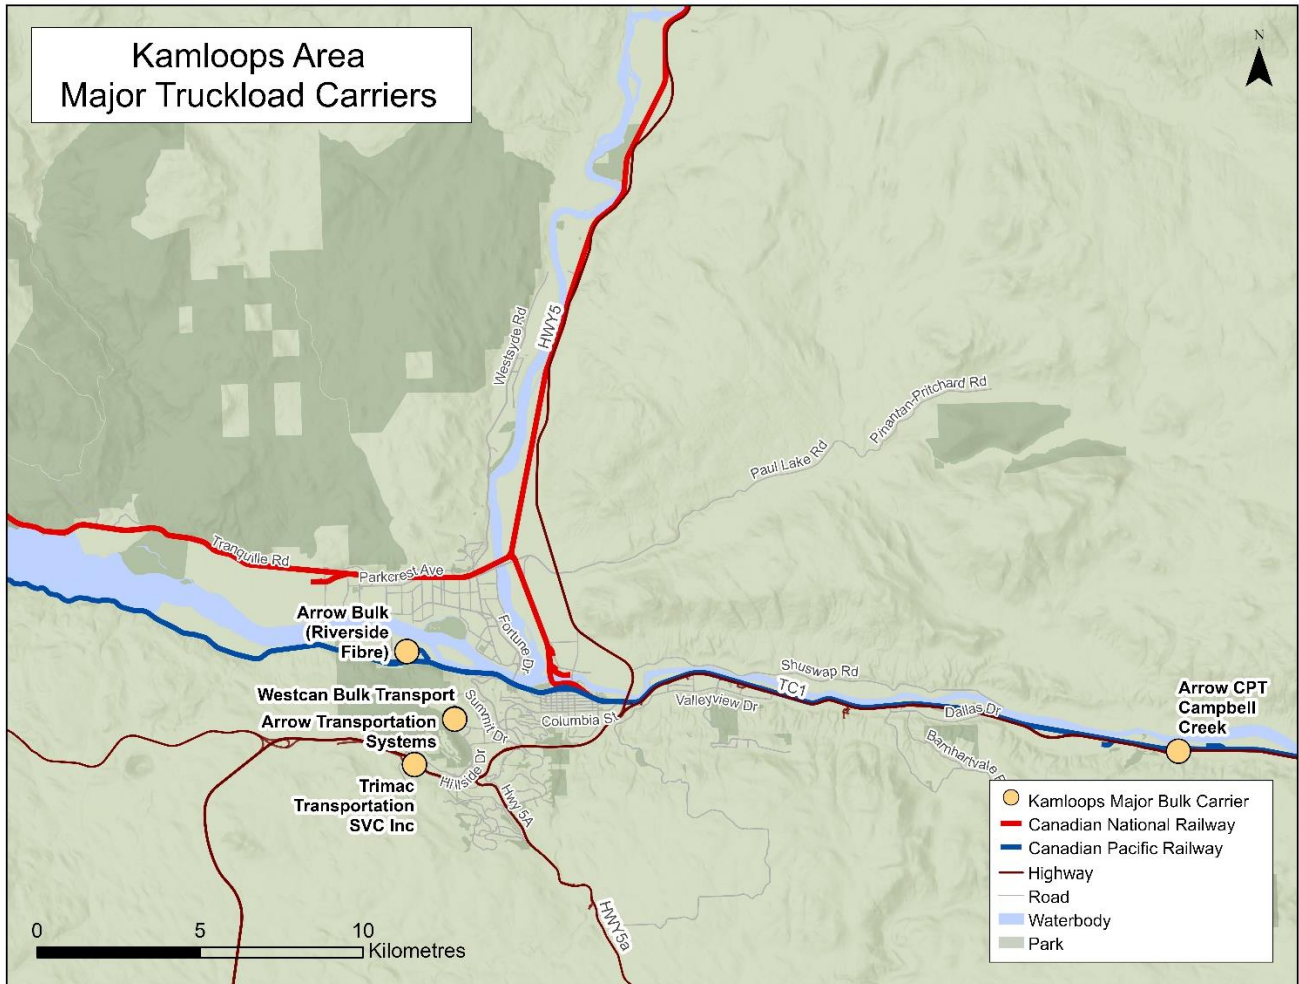 Kamloops Area
Major Truckload Carriers
N
HWY5
Westsyde Rd
Pinantan-Pritchard Rd
Paul Lake Rd
Tranquille Rd
Parkcrest Ave
Arrow Bulk
(Riverside
Fibre)
Fortune Dr
Shuswap Rd
TC1
Westcan Bulk Transport
Summit Dr
Valleyview Dr
Arrow CPT
Campbell
Creek
Arrow Transportation
Systems
Columbia St
Dallas Dr
Hillside Dr
Barnhartvale R
Trimac
Transportation
SVC Inc
Hwy 5A
HWY5a
Kamloops Major Bulk Carrier
Canadian National Railway
Canadian Pacific Railway
Highway
Road
Waterbody
Park
0 5 10
Kilometres